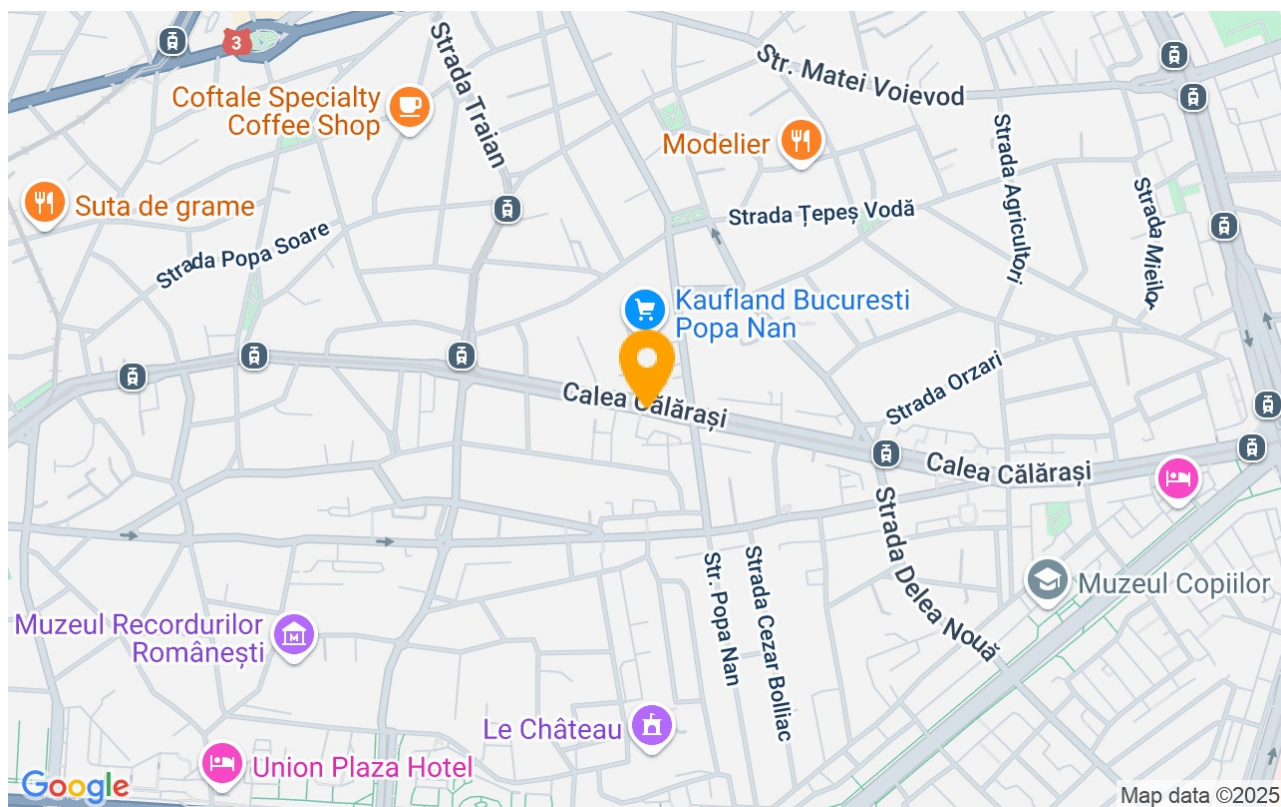 3
Strada Traian
Str. Matei Voievod
Coftale Specialty
Coffee Shop
Modelier
Strada Agricultori
Strada Mieilor
Suta de grame
Strada Țepeș Vodă
Strada Popa Soare
Kaufland Bucuresti
Popa Nan
Calea Călărași
Strada Orzari
Calea Călărași
Strada Delea Nouă
Str. Popa Nan
Strada Cezar Bolliac
Muzeul Copiilor
Muzeul Recordurilor
Românești
M
Le Château
Union Plaza Hotel
Google
Map data ©2025